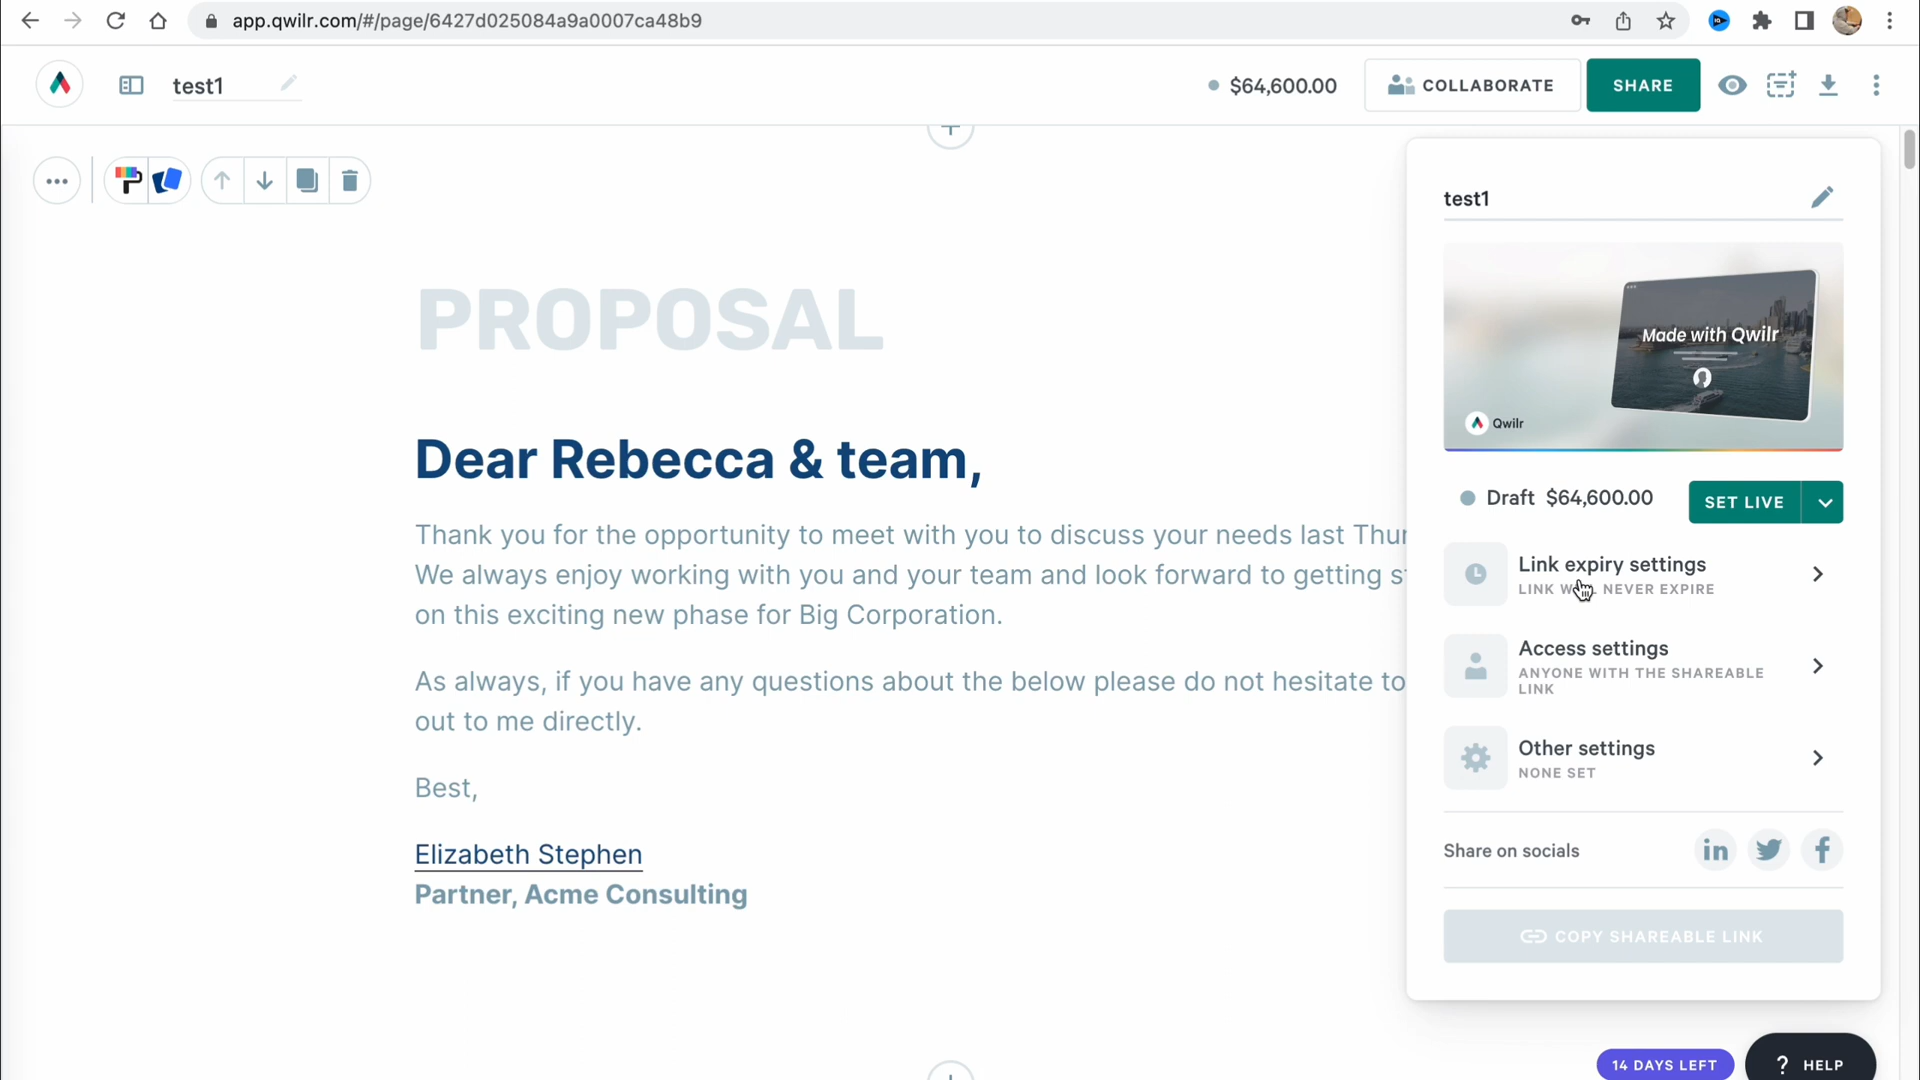 app.qwilr.com/#/page/6427d025084a9a0007ca48b9
test1
$64,600.00
COLLABORATE
SHARE
PROPOSAL
Dear Rebecca & team,
Thank you for the opportunity to meet with you to discuss your needs last Thur
We always enjoy working with you and your team and look forward to getting s
on this exciting new phase for Big Corporation.
As always, if you have any questions about the below please do not hesitate to
out to me directly.
Best,
Elizabeth Stephen
Partner, Acme Consulting
test1
Made with Qwilr
Qwilr
Draft $64,600.00
SET LIVE
Link expiry settings
LINK WILL NEVER EXPIRE
Access settings
ANYONE WITH THE SHAREABLE
LINK
Other settings
NONE SET
Share on socials
in
f
COPY SHAREABLE LINK
14 DAYS LEFT
? HELP